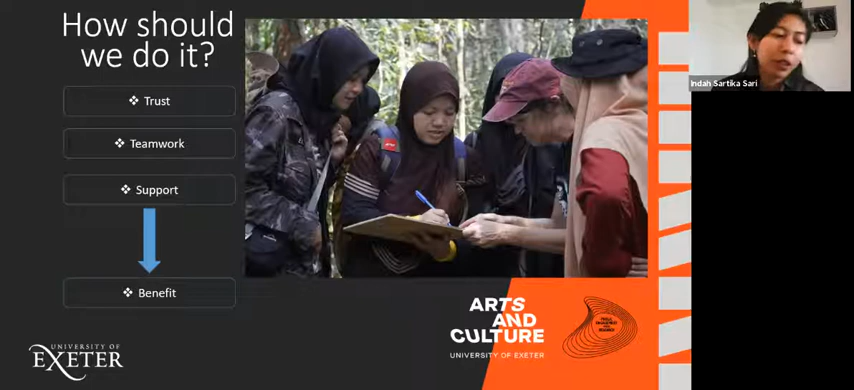 How should
we do it?
❖ Trust
❖ Teamwork
❖ Support
❖ Benefit
Indah Sartika Sari
ARTS
AND
CULTURE
UNIVERSITY OF EXETER
UNIVERSITY OF
EXETER